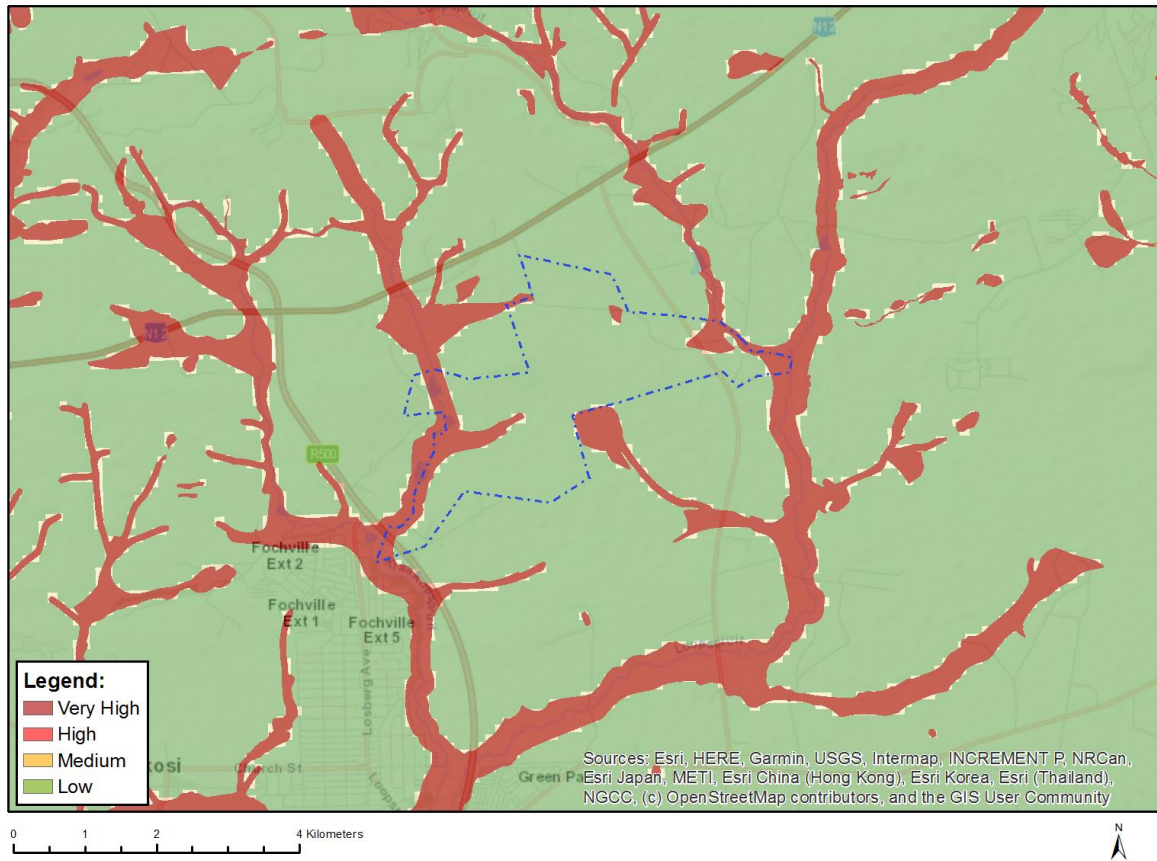 N12
N12
R500
Fochville
Ext 2
Fochville
Ext 1
Fochville
Ext 5
Losberg Ave
Loopspruit
kosi
Church St
Green Pa
Legend:
Very High
High
Medium
Low
Sources: Esri, HERE, Garmin, USGS, Intermap, INCREMENT P, NRCan,
Esri Japan, METI, Esri China (Hong Kong), Esri Korea, Esri (Thailand),
NGCC, (c) OpenStreetMap contributors, and the GIS User Community
0 1 2 4 Kilometers
N